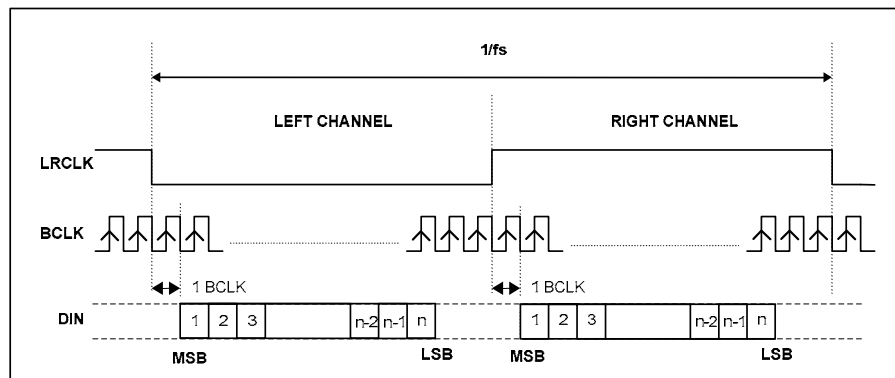 1/fs
LEFT CHANNEL RIGHT CHANNEL
LRCLK
BCLK
1 BCLK 1 BCLK
DIN 1 2 3 n-2 n-1 n 1 2 3 n-2 n-1 n
MSB LSB MSB LSB